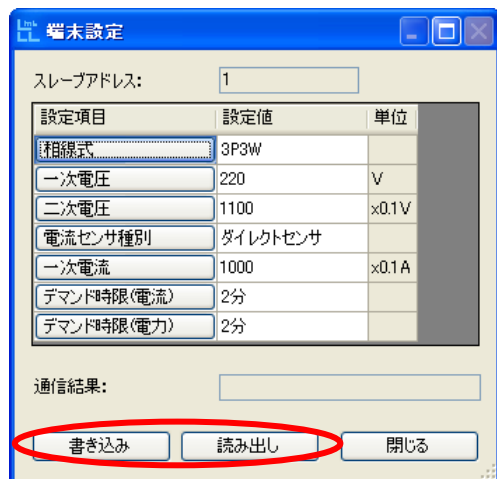 端末設定
スレーブアドレス: 1
設定項目 設定値 単位
相線式 3P3W
一次電圧 220 V
二次電圧 1100 x0.1V
電流センサ種別 ダイレクトセンサ
一次電流 1000 x0.1A
デマンド時限(電流) 2分
デマンド時限(電力) 2分
通信結果:
書き込み 読み出し 閉じる